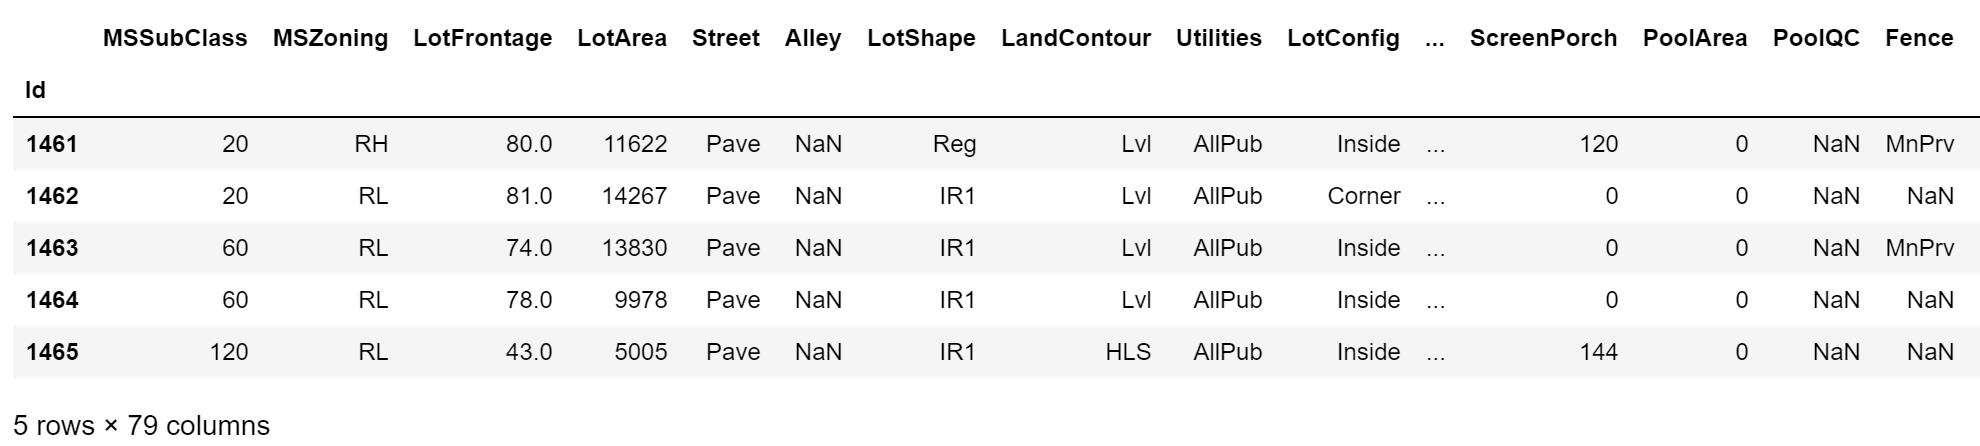 MSSubClass MSZoning LotFrontage LotArea Street Alley LotShape LandContour Utilities LotConfig ... ScreenPorch PoolArea PoolQC Fence
Id
1461 20 RH 80.0 11622 Pave NaN Reg Lvl AllPub Inside ... 120 0 NaN MnPrv
1462 20 RL 81.0 14267 Pave NaN IR1 Lvl AllPub Corner ... 0 0 NaN NaN
1463 60 RL 74.0 13830 Pave NaN IR1 Lvl AllPub Inside ... 0 0 NaN MnPrv
1464 60 RL 78.0 9978 Pave NaN IR1 Lvl AllPub Inside ... 0 0 NaN NaN
1465 120 RL 43.0 5005 Pave NaN IR1 HLS AllPub Inside ... 144 0 NaN NaN
5 rows × 79 columns